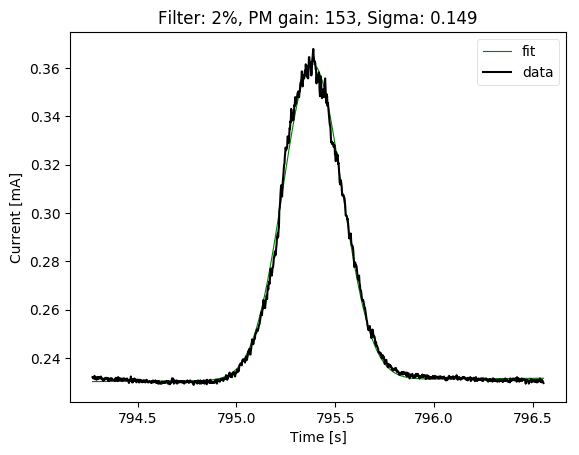 Filter: 2%, PM gain: 153, Sigma: 0.149
fit
data
0.36
0.34
0.32
0.30
0.28
0.26
0.24
Current [mA]
794.5
795.0
795.5
796.0
796.5
Time [s]